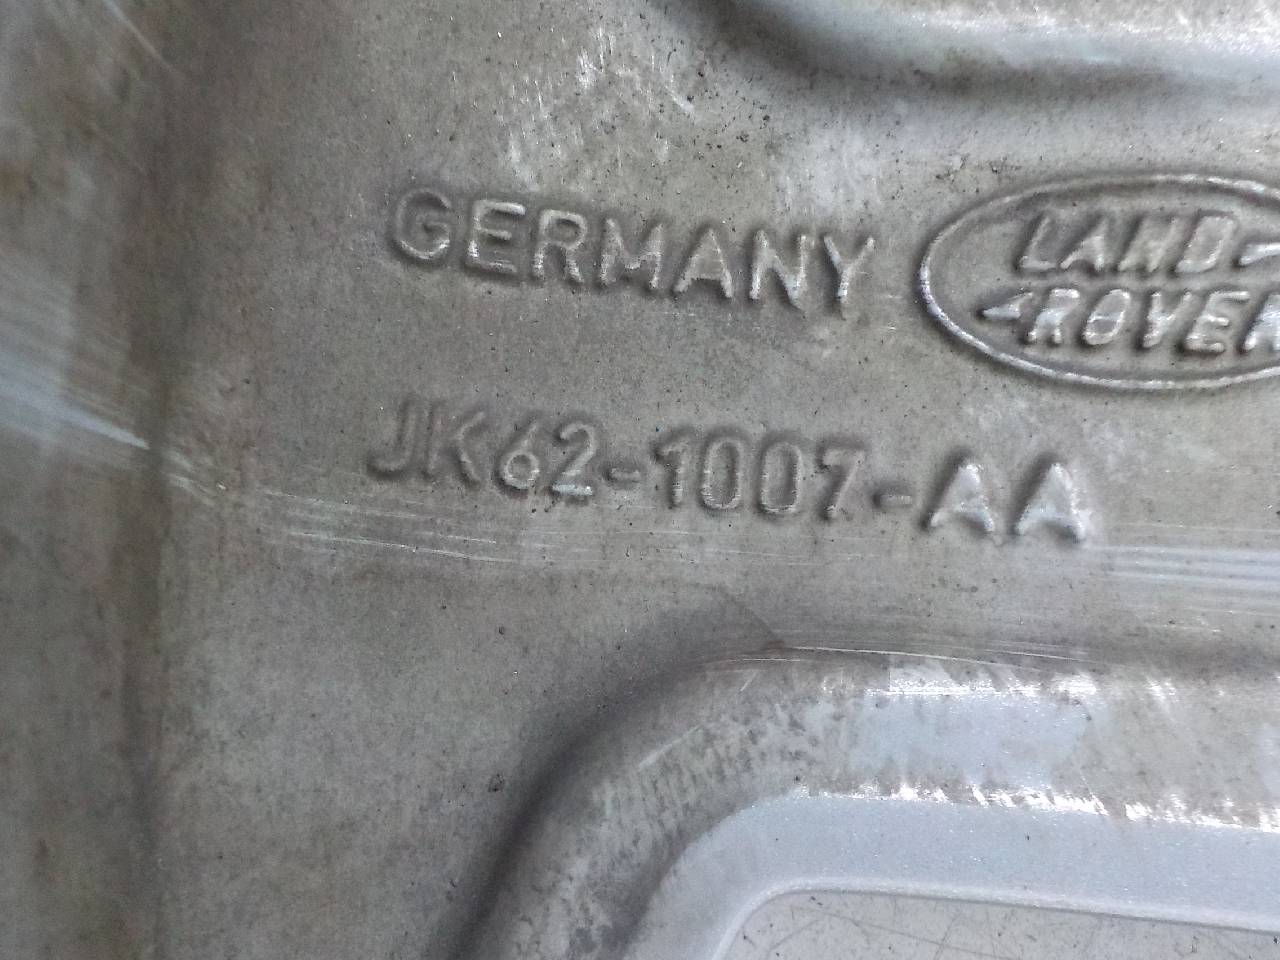 GERMANY
LAND
ROVER
JK62-1007-AA